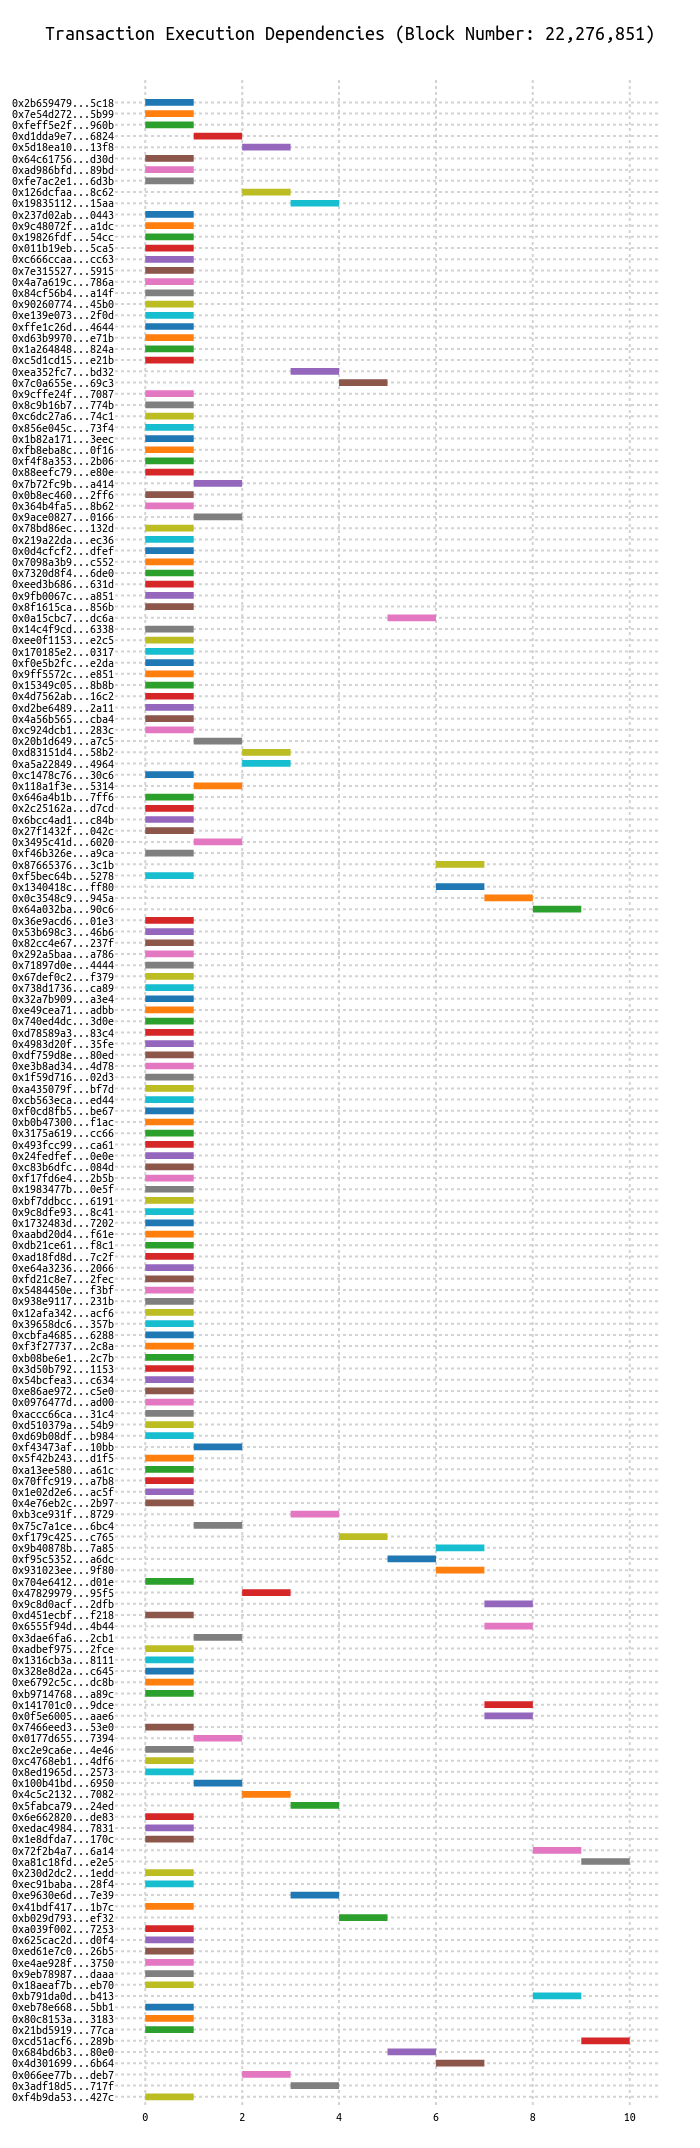 Transaction Execution Dependencies (Block Number: 22,276,851)
0x2b659479...5c18
0x7e54d272...5b99
0xfeff5e2f...960b
0xd1dda9e7...6824
0x5d18ea10...13f8
0x64c61756...d30d
0xad986bfd...89bd
0xfe7ac2e1...6d3b
0x126dcfaa...8c62
0x19835112...15aa
0x237d02ab...0443
0x9c48072f...a1dc
0x19826fdf...54cc
0x011b19eb...5ca5
0xc666ccaa...cc63
0x7e315527...5915
0x4a7a619c...786a
0x84cf56b4...a14f
0x90260774...45b0
0xe139e073...2f0d
0xffe1c26d...4644
0xd63b9970...e71b
0x1a264848...824a
0xc5d1cd15...e21b
0xea352fc7...bd32
0x7c0a655e...69c3
0x9cffe24f...7087
0x8c9b16b7...774b
0xc6dc27a6...74c1
0x856e045c...73f4
0x1b82a171...3eec
0xfb8eba8c...0f16
0xf4f8a353...2b06
0x88eefc79...e80e
0x7b72fc9b...a414
0x0b8ec460...2ff6
0x364b4fa5...8b62
0x9ace0827...0166
0x78bd86ec...132d
0x219a22da...ec36
0x0d4cfcf2...dfef
0x7098a3b9...c552
0x7320d8f4...6de0
0xeed3b686...631d
0x9fb0067c...a851
0x8f1615ca...856b
0x0a15cbc7...dc6a
0x14c4f9cd...6338
0xee0f1153...e2c5
0x170185e2...0317
0xf0e5b2fc...e2da
0x9ff5572c...e851
0x15349c05...8b8b
0x4d7562ab...16c2
0xd2be6489...2a11
0x4a56b565...cba4
0xc924dcb1...283c
0x20b1d649...a7c5
0xd83151d4...58b2
0xa5a22849...4964
0xc1478c76...30c6
0x118a1f3e...5314
0x646a4b1b...7ff6
0x2c25162a...d7cd
0x6bcc4ad1...c84b
0x27f1432f...042c
0x3495c41d...6020
0xf46b326e...a9ca
0x87665376...3c1b
0xf5bec64b...5278
0x1340418c...ff80
0x0c3548c9...945a
0x64a032ba...90c6
0x36e9acd6...01e3
0x53b698c3...46b6
0x82cc4e67...237f
0x292a5baa...a786
0x71897d0e...4444
0x67def0c2...f379
0x738d1736...ca89
0x32a7b909...a3e4
0xe49cea71...adbb
0x740ed4dc...3d0e
0xd78589a3...83c4
0x4983d20f...35fe
0xdf759d8e...80ed
0xe3b8ad34...4d78
0x1f59d716...02d3
0xa435079f...bf7d
0xcb563eca...ed44
0xf0cd8fb5...be67
0xb0b47300...f1ac
0x3175a619...cc66
0x493fcc99...ca61
0x24fedfef...0e0e
0xc83b6dfc...084d
0xf17fd6e4...2b5b
0x1983477b...0e5f
0xbf7ddbcc...6191
0x9c8dfe93...8c41
0x1732483d...7202
0xaabd20d4...f61e
0xdb21ce61...f8c1
0xad18fd8d...7c2f
0xe64a3236...2066
0xfd21c8e7...2fec
0x5484450e...f3bf
0x938e9117...231b
0x12afa342...acf6
0x39658dc6...357b
0xcbfa4685...6288
0xf3f27737...2c8a
0xb08be6e1...2c7b
0x3d50b792...1153
0x54bcfea3...c634
0xe86ae972...c5e0
0x0976477d...ad00
0xaccc66ca...31c4
0xd510379a...54b9
0xd69b08df...b984
0xf43473af...10bb
0x5f42b243...d1f5
0xa13ee580...a61c
0x70ffc919...a7b8
0x1e02d2e6...ac5f
0x4e76eb2c...2b97
0xb3ce931f...8729
0x75c7a1ce...6bc4
0xf179c425...c765
0x9b40878b...7a85
0xf95c5352...a6dc
0x931023ee...9f80
0x704e6412...d01e
0x47829979...95f5
0x9c8d0acf...2dfb
0xd451ecbf...f218
0x6555f94d...4b44
0x3dae6fa6...2cb1
0xadbef975...2fce
0x1316cb3a...8111
0x328e8d2a...c645
0xe6792c5c...dc8b
0xb9714768...a89c
0x141701c0...9dce
0x0f5e6005...aae6
0x7466eed3...53e0
0x0177d655...7394
0xc2e9ca6e...4e46
0xc4768eb1...4df6
0x8ed1965d...2573
0x100b41bd...6950
0x4c5c2132...7082
0x5fabca79...24ed
0x6e662820...de83
0xedac4984...7831
0x1e8dfda7...170c
0x72f2b4a7...6a14
0xa81c18fd...e2e5
0x230d2dc2...1edd
0xec91baba...28f4
0xe9630e6d...7e39
0x41bdf417...1b7c
0xb029d793...ef32
0xa039f002...7253
0x625cac2d...d0f4
0xed61e7c0...26b5
0xe4ae928f...3750
0x9eb78987...daaa
0x18aeaf7b...eb70
0xb791da0d...b413
0xeb78e668...5bb1
0x80c8153a...3183
0x21bd5919...77ca
0xcd51acf6...289b
0x684bd6b3...80e0
0x4d301699...6b64
0x066ee77b...deb7
0x3adf18d5...717f
0xf4b9da53...427c
0 2 4 6 8 10